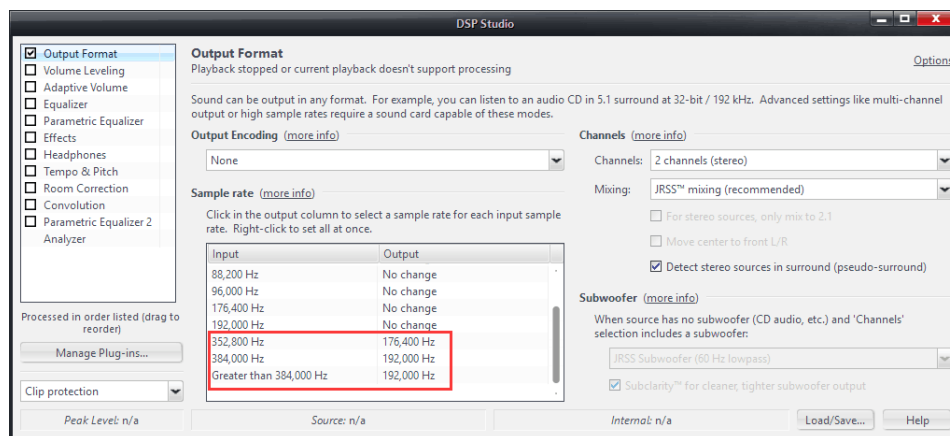 DSP Studio
Output Format
Volume Leveling
Adaptive Volume
Equalizer
Parametric Equalizer
Effects
Headphones
Tempo & Pitch
Room Correction
Convolution
Parametric Equalizer 2
Analyzer
Processed in order listed (drag to
reorder)
Manage Plug-ins...
Clip protection
Output Format
Playback stopped or current playback doesn't support processing
Options
Sound can be output in any format. For example, you can listen to an audio CD in 5.1 surround at 32-bit / 192 kHz. Advanced settings like multi-channel
output or high sample rates require a sound card capable of these modes.
Output Encoding (more info)
None
Sample rate (more info)
Click in the output column to select a sample rate for each input sample
rate. Right-click to set all at once.
Input Output
88,200 Hz No change
96,000 Hz No change
176,400 Hz No change
192,000 Hz No change
352,800 Hz 176,400 Hz
384,000 Hz 192,000 Hz
Greater than 384,000 Hz 192,000 Hz
Channels (more info)
Channels: 2 channels (stereo)
Mixing: JRSS™ mixing (recommended)
For stereo sources, only mix to 2.1
Move center to front L/R
Detect stereo sources in surround (pseudo-surround)
Subwoofer (more info)
When source has no subwoofer (CD audio, etc.) and 'Channels'
selection includes a subwoofer:
JRSS Subwoofer (60 Hz lowpass)
Subclarity™ for cleaner, tighter subwoofer output
Peak Level: n/a
Source: n/a
Internal: n/a
Load/Save...
Help